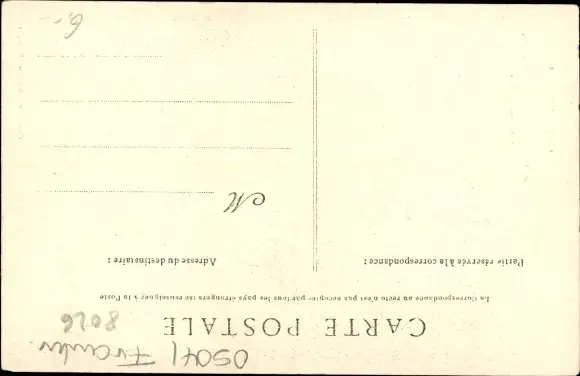 05041
8026
CARTE POSTALE
La Correspondance au recto n'est pas acceptée par tous les pays étrangers (se renseigner à la Poste
Partie réservée à la correspondance :
Adresse du destinataire :
M
6.-